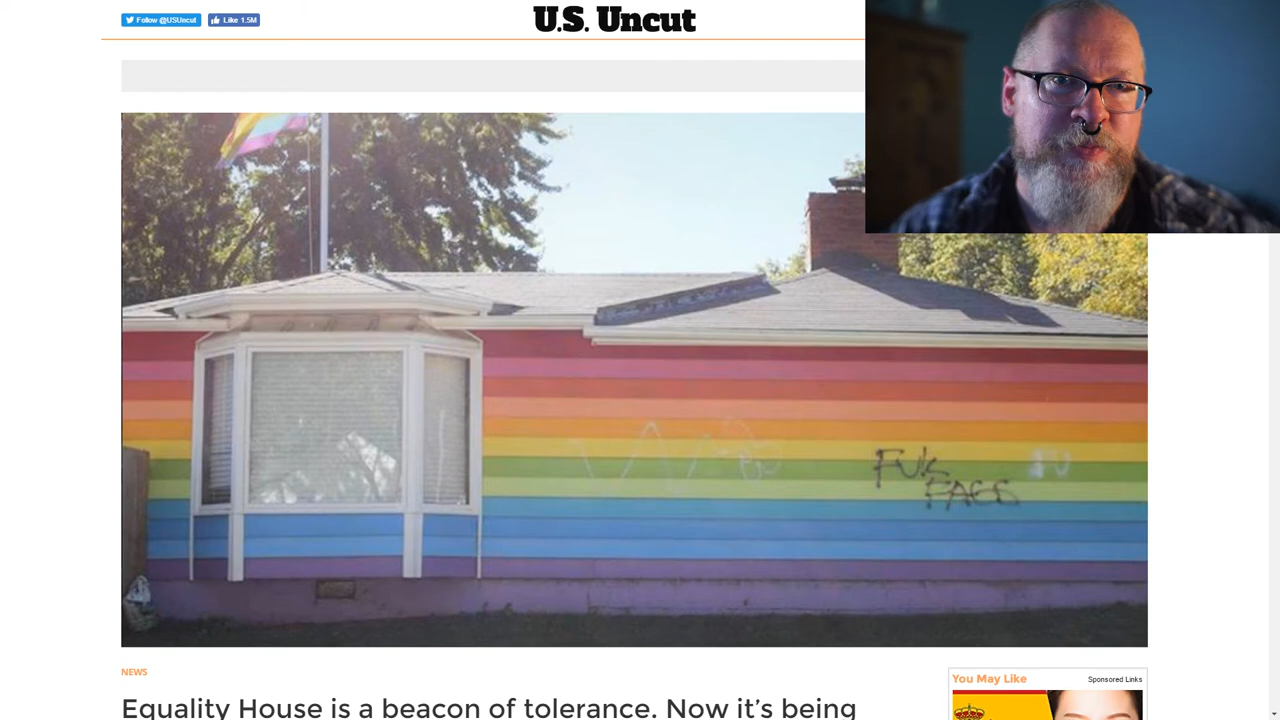 Follow @USUncut
Like 1.5M
U.S. Uncut
FUk
FAGS
FU
NEWS
Equality House is a beacon of tolerance. Now it’s being
You May Like
Sponsored Links